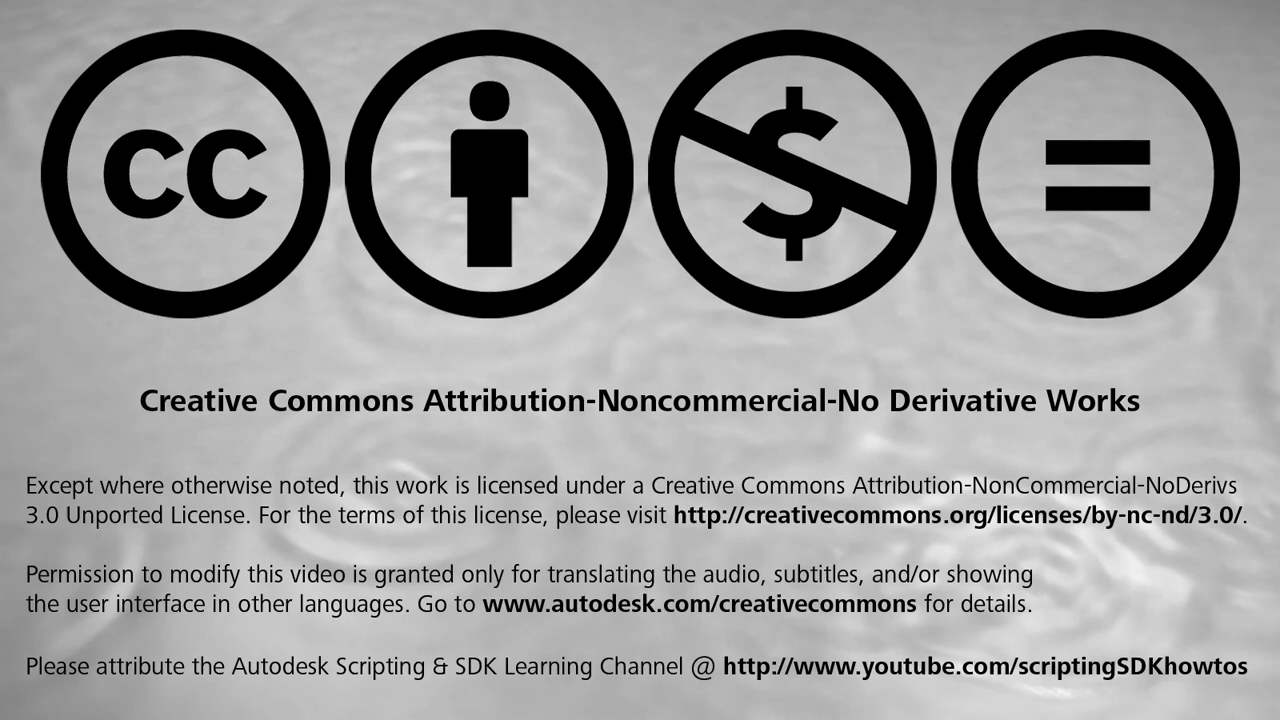 cc $ =
Creative Commons Attribution-Noncommercial-No Derivative Works
Except where otherwise noted, this work is licensed under a Creative Commons Attribution-NonCommercial-NoDerivs
3.0 Unported License. For the terms of this license, please visit http://creativecommons.org/licenses/by-nc-nd/3.0/.
Permission to modify this video is granted only for translating the audio, subtitles, and/or showing
the user interface in other languages. Go to www.autodesk.com/creativecommons for details.
Please attribute the Autodesk Scripting & SDK Learning Channel @ http://www.youtube.com/scriptingSDKhowtos